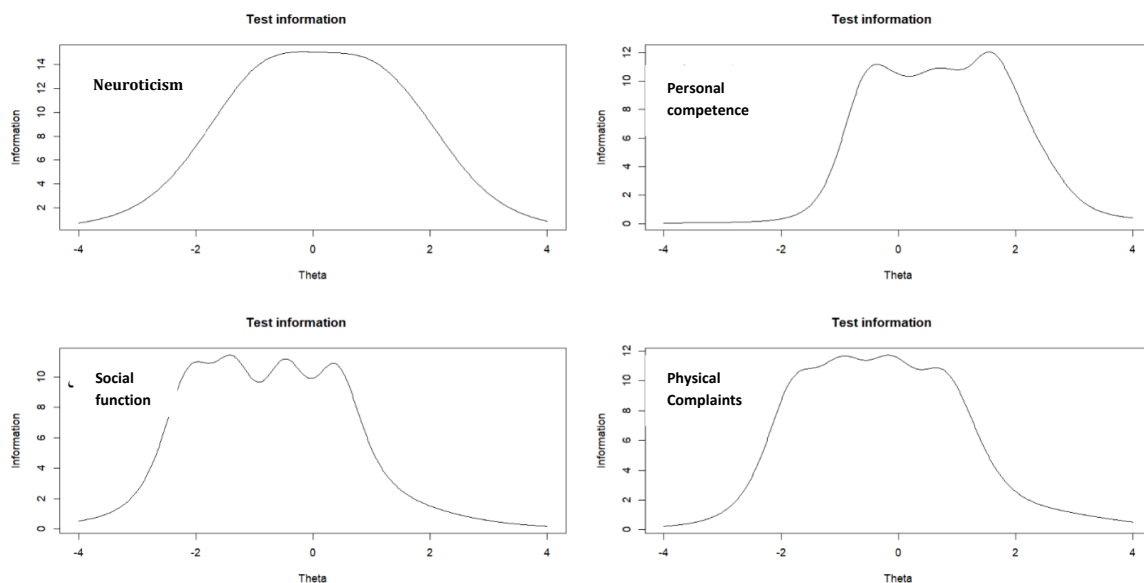 Test information
Neuroticism
Information
14
12
10
8
6
4
2
-4 -2 0 2 4
Theta
Test information
Personal
competence
Information
12
10
8
6
4
2
0
-4 -2 0 2 4
Theta
Test information
Social
function
Information
10
8
6
4
2
0
-4 -2 0 2 4
Theta
Test information
Physical
Complaints
Information
12
10
8
6
4
2
0
-4 -2 0 2 4
Theta